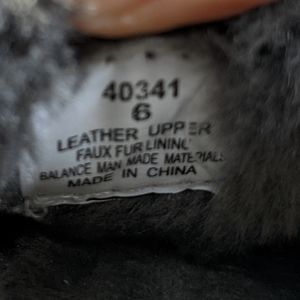 40341
6
LEATHER UPPER
FAUX FUR LINING
BALANCE MAN MADE MATERIALS
MADE IN CHINA